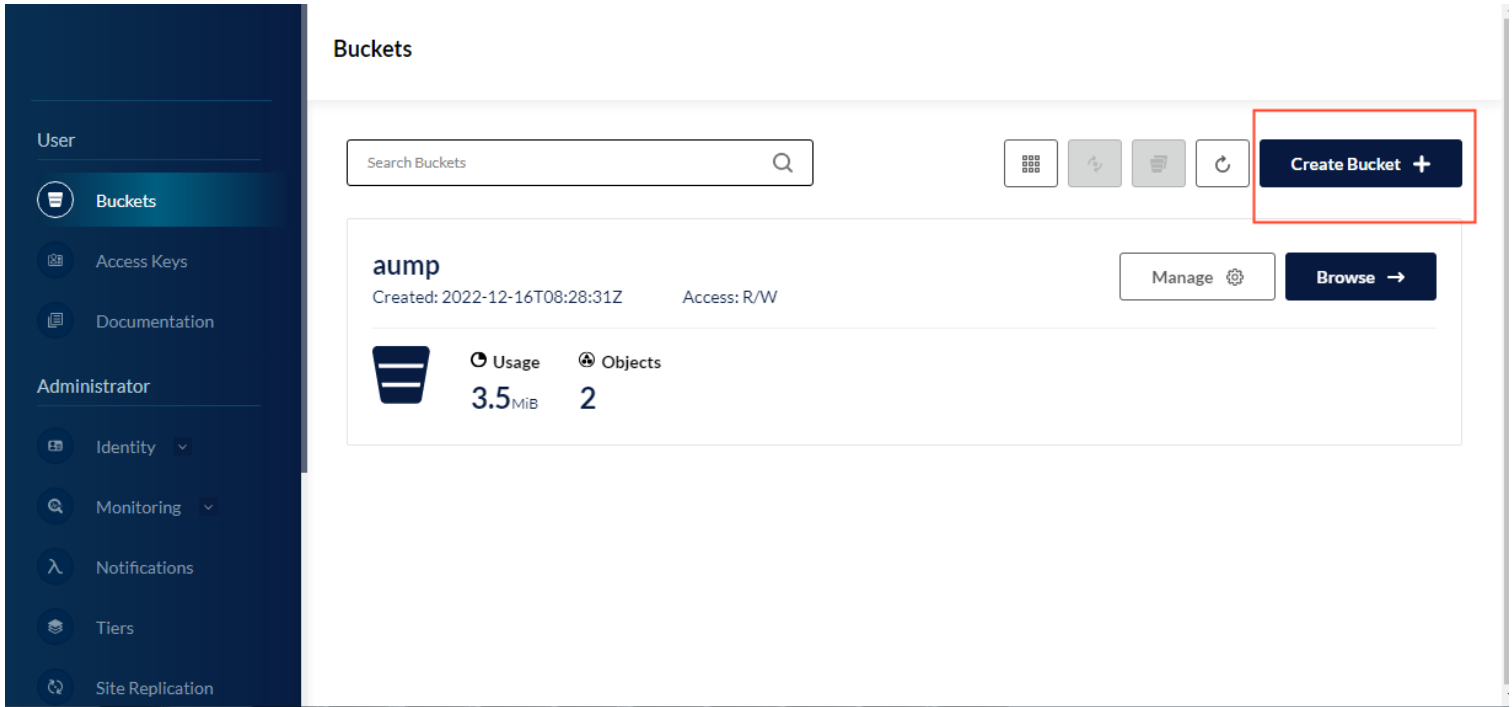 Buckets
User
Buckets
Access Keys
Documentation
Administrator
Identity
Monitoring
Notifications
Tiers
Site Replication
Search Buckets
Create Bucket +
aump
Created: 2022-12-16T08:28:31Z Access: R/W
Manage
Browse →
Usage Objects
3.5MiB 2